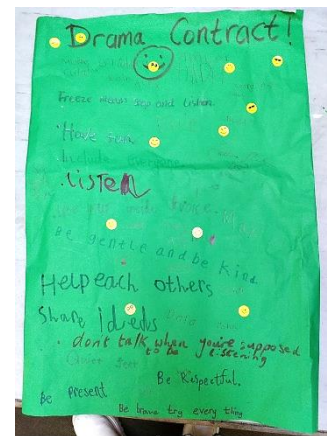 Drama Contract!
Freeze means stop and listen.
Have fun
Include everyone
.LISTEN
Be gentle and be kind
Help each others
Share Ideas
. don't talk when you're supposed
to be listening
Be Respectful.
Be Present
Be brave try every thing